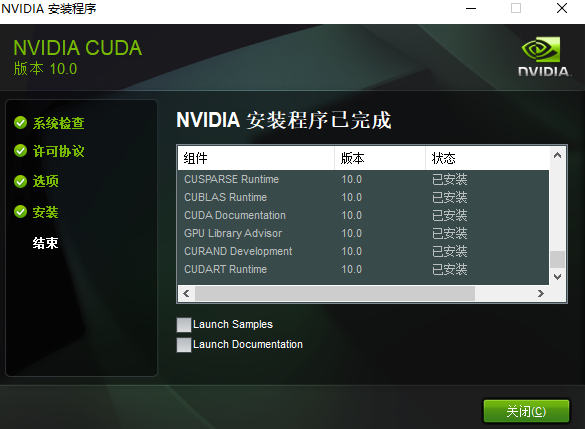 NVIDIA 安装程序
NVIDIA CUDA
版本 10.0
NVIDIA.
系统检查
许可协议
选项
安装
结束
NVIDIA 安装程序已完成
组件 版本 状态
CUSPARSE Runtime 10.0 已安装
CUBLAS Runtime 10.0 已安装
CUDA Documentation 10.0 已安装
GPU Library Advisor 10.0 已安装
CURAND Development 10.0 已安装
CUDART Runtime 10.0 已安装
Launch Samples
Launch Documentation
关闭(C)